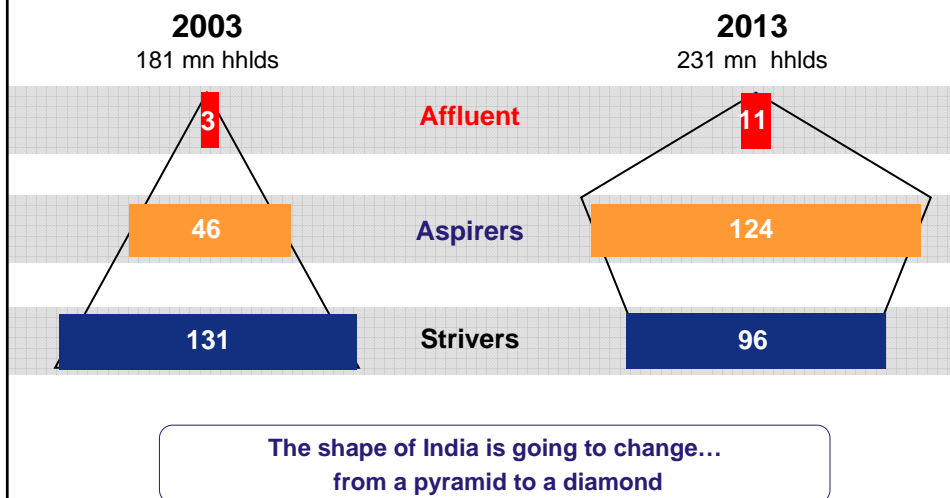 2003 2013
181 mn hhlds 231 mn hhlds
3 Affluent 11
46 Aspirers 124
131 Strivers 96
The shape of India is going to change…
from a pyramid to a diamond